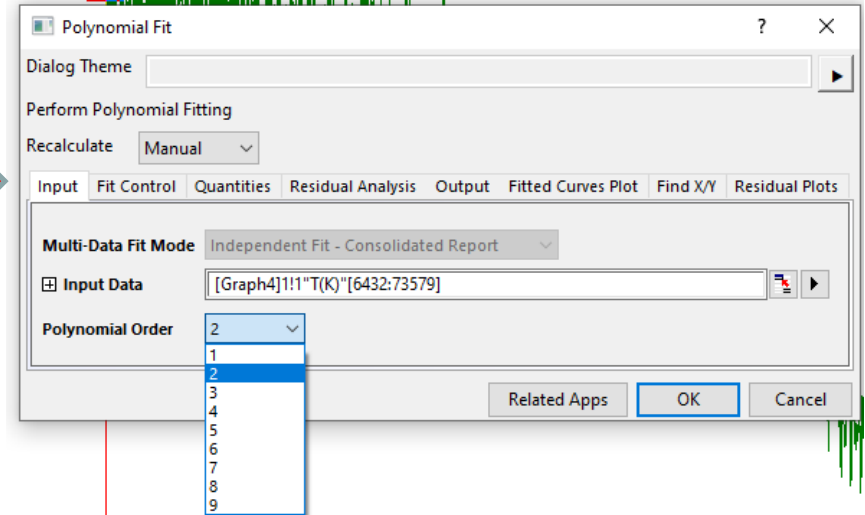 Polynomial Fit ? ×
Dialog Theme
Perform Polynomial Fitting
Recalculate Manual
Input Fit Control Quantities Residual Analysis Output Fitted Curves Plot Find X/Y Residual Plots
Multi-Data Fit Mode Independent Fit - Consolidated Report
Input Data [Graph4]1!1"T(K)"[6432:73579]
Polynomial Order 2
1
2
3
4
5
6
7
8
9
Related Apps OK Cancel